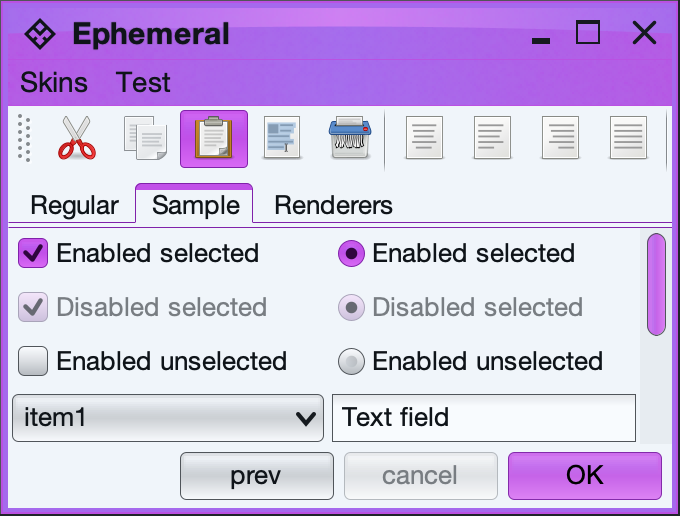 Ephemeral
Skins Test
Regular Sample Renderers
Enabled selected Enabled selected
Disabled selected Disabled selected
Enabled unselected Enabled unselected
item1 Text field
prev cancel OK